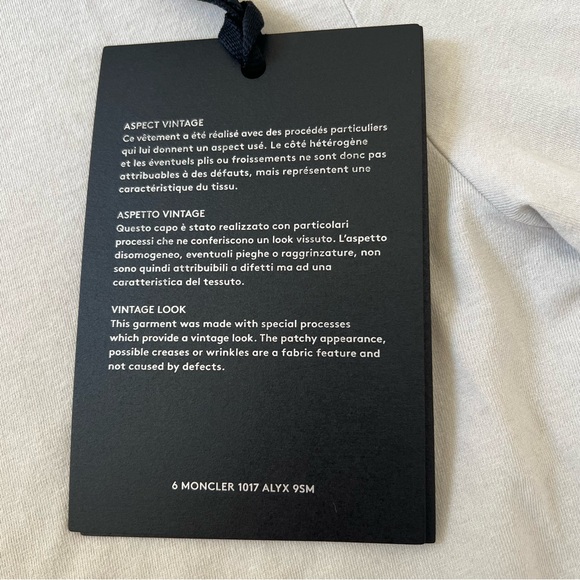 ASPECT VINTAGE
Ce vêtement a été réalisé avec des procédés particuliers
qui lui donnent un aspect usé. Le côté hétérogène
et les éventuels plis ou froissements ne sont donc pas
attribuables à des défauts, mais représentent une
caractéristique du tissu.
ASPETTO VINTAGE
Questo capo è stato realizzato con particolari
processi che ne conferiscono un look vissuto. L'aspetto
disomogeneo, eventuali pieghe o raggrinzature, non
sono quindi attribuibili a difetti ma ad una
caratteristica del tessuto.
VINTAGE LOOK
This garment was made with special processes
which provide a vintage look. The patchy appearance,
possible creases or wrinkles are a fabric feature and
not caused by defects.
6 MONCLER 1017 ALYX 9SM